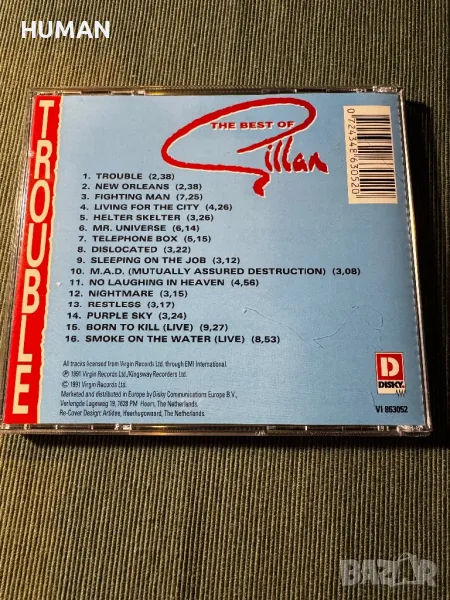 HUMAN
TROUBLE
THE BEST OF
Gillan
0 724348 630520
1. TROUBLE (2,38)
2. NEW ORLEANS (2,38)
3. FIGHTING MAN (7,25)
4. LIVING FOR THE CITY (4,26)
5. HELTER SKELTER (3,26)
6. MR. UNIVERSE (6,14)
7. TELEPHONE BOX (5,15)
8. DISLOCATED (3,22)
9. SLEEPING ON THE JOB (3,12)
10. M.A.D. (MUTUALLY ASSURED DESTRUCTION) (3,08)
11. NO LAUGHING IN HEAVEN (4,56)
12. NIGHTMARE (3,15)
13. RESTLESS (3,17)
14. PURPLE SKY (3,24)
15. BORN TO KILL (LIVE) (9,27)
16. SMOKE ON THE WATER (LIVE) (8,53)
All tracks licensed from Virgin Records Ltd. through EMI International.
℗ 1991 Virgin Records Ltd./Kingsway Recorders Ltd.
© 1991 Virgin Records Ltd.
Marketed and distributed in Europe by Disky Communications Europe B.V.,
Verlengde Lageweg 19, 1628 PM Hoorn, The Netherlands.
Re-Cover Design: Artidee, Heerhugowaard, The Netherlands.
D
DISKY
VI 863052
BAZAR